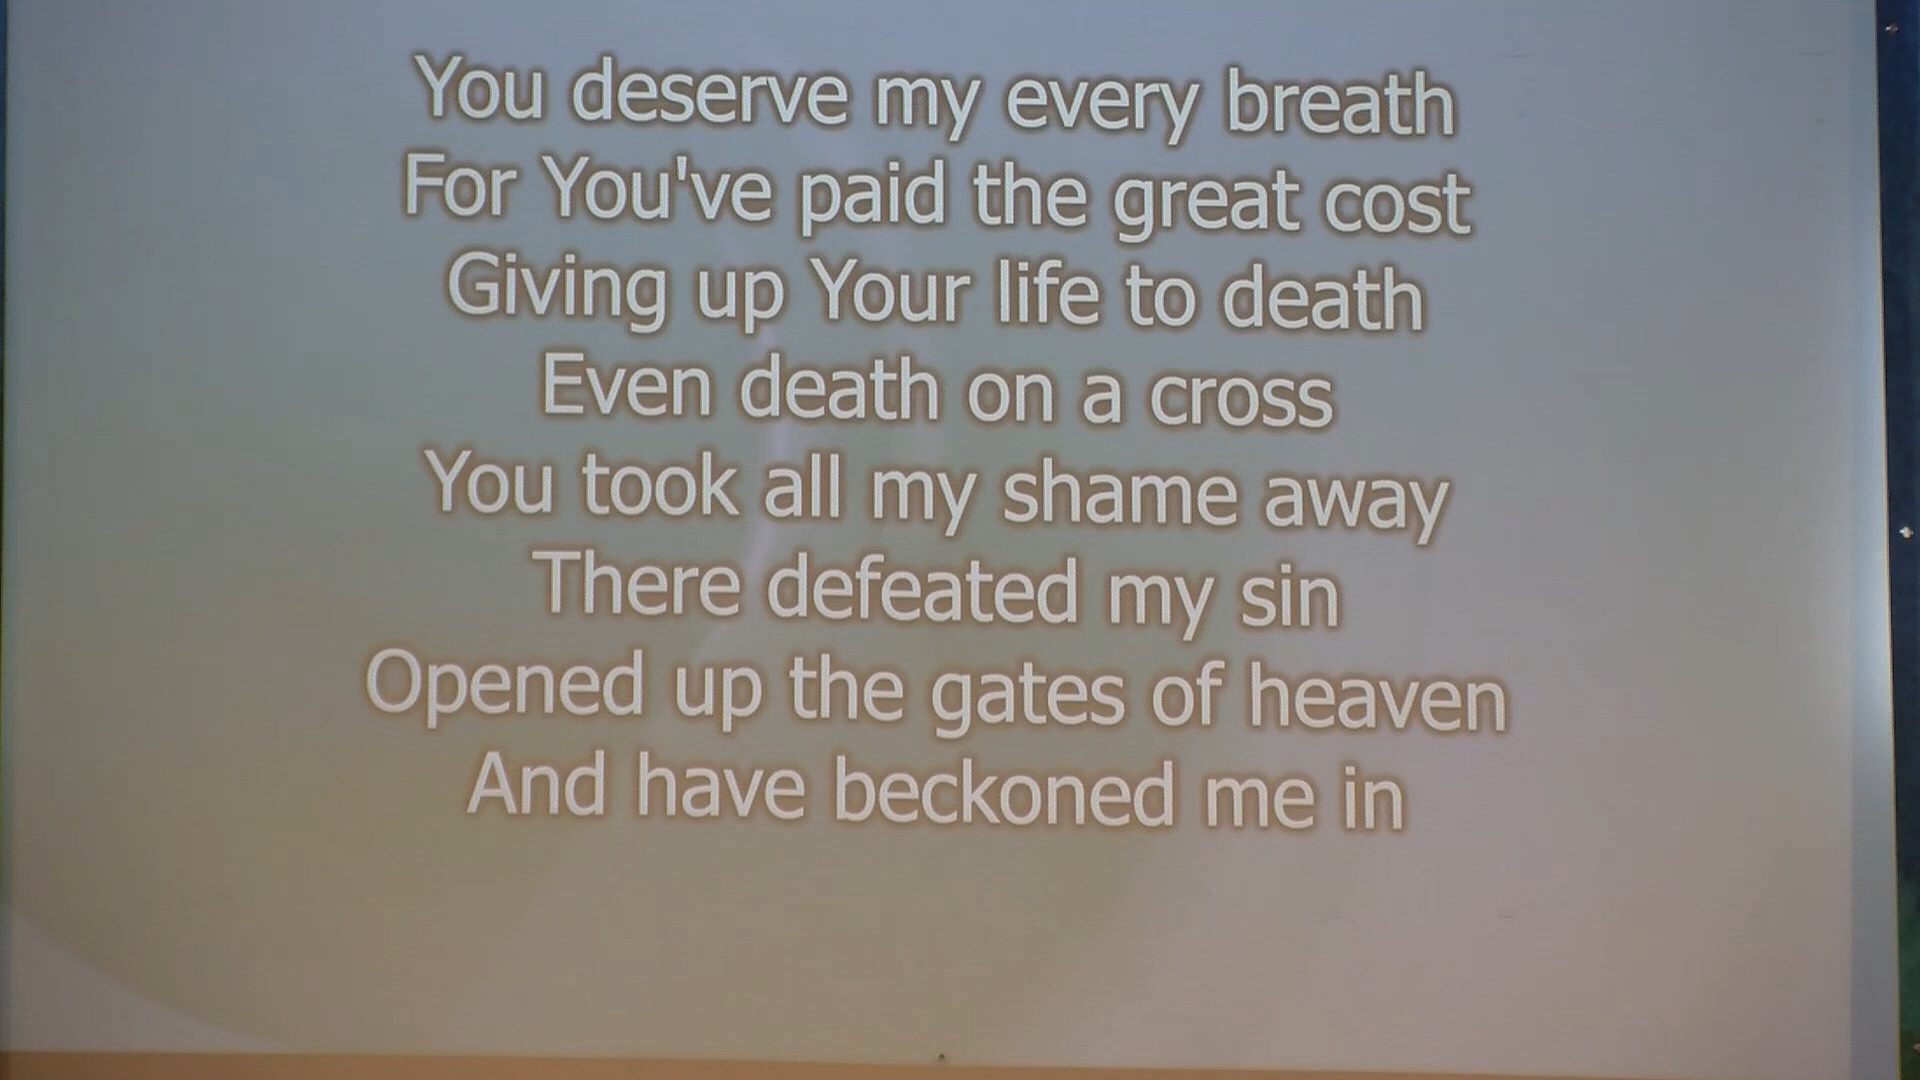 You deserve my every breath
For You've paid the great cost
Giving up Your life to death
Even death on a cross
You took all my shame away
There defeated my sin
Opened up the gates of heaven
And have beckoned me in